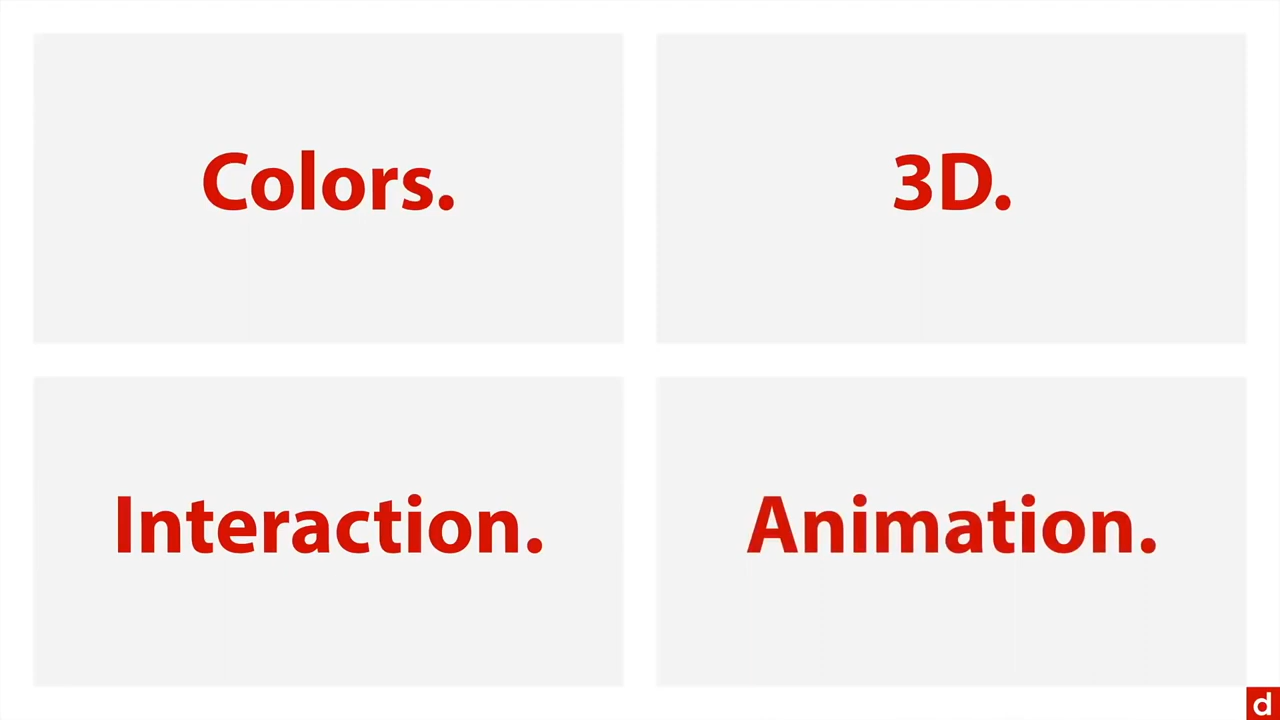 Colors.
3D.
Interaction.
Animation.
d